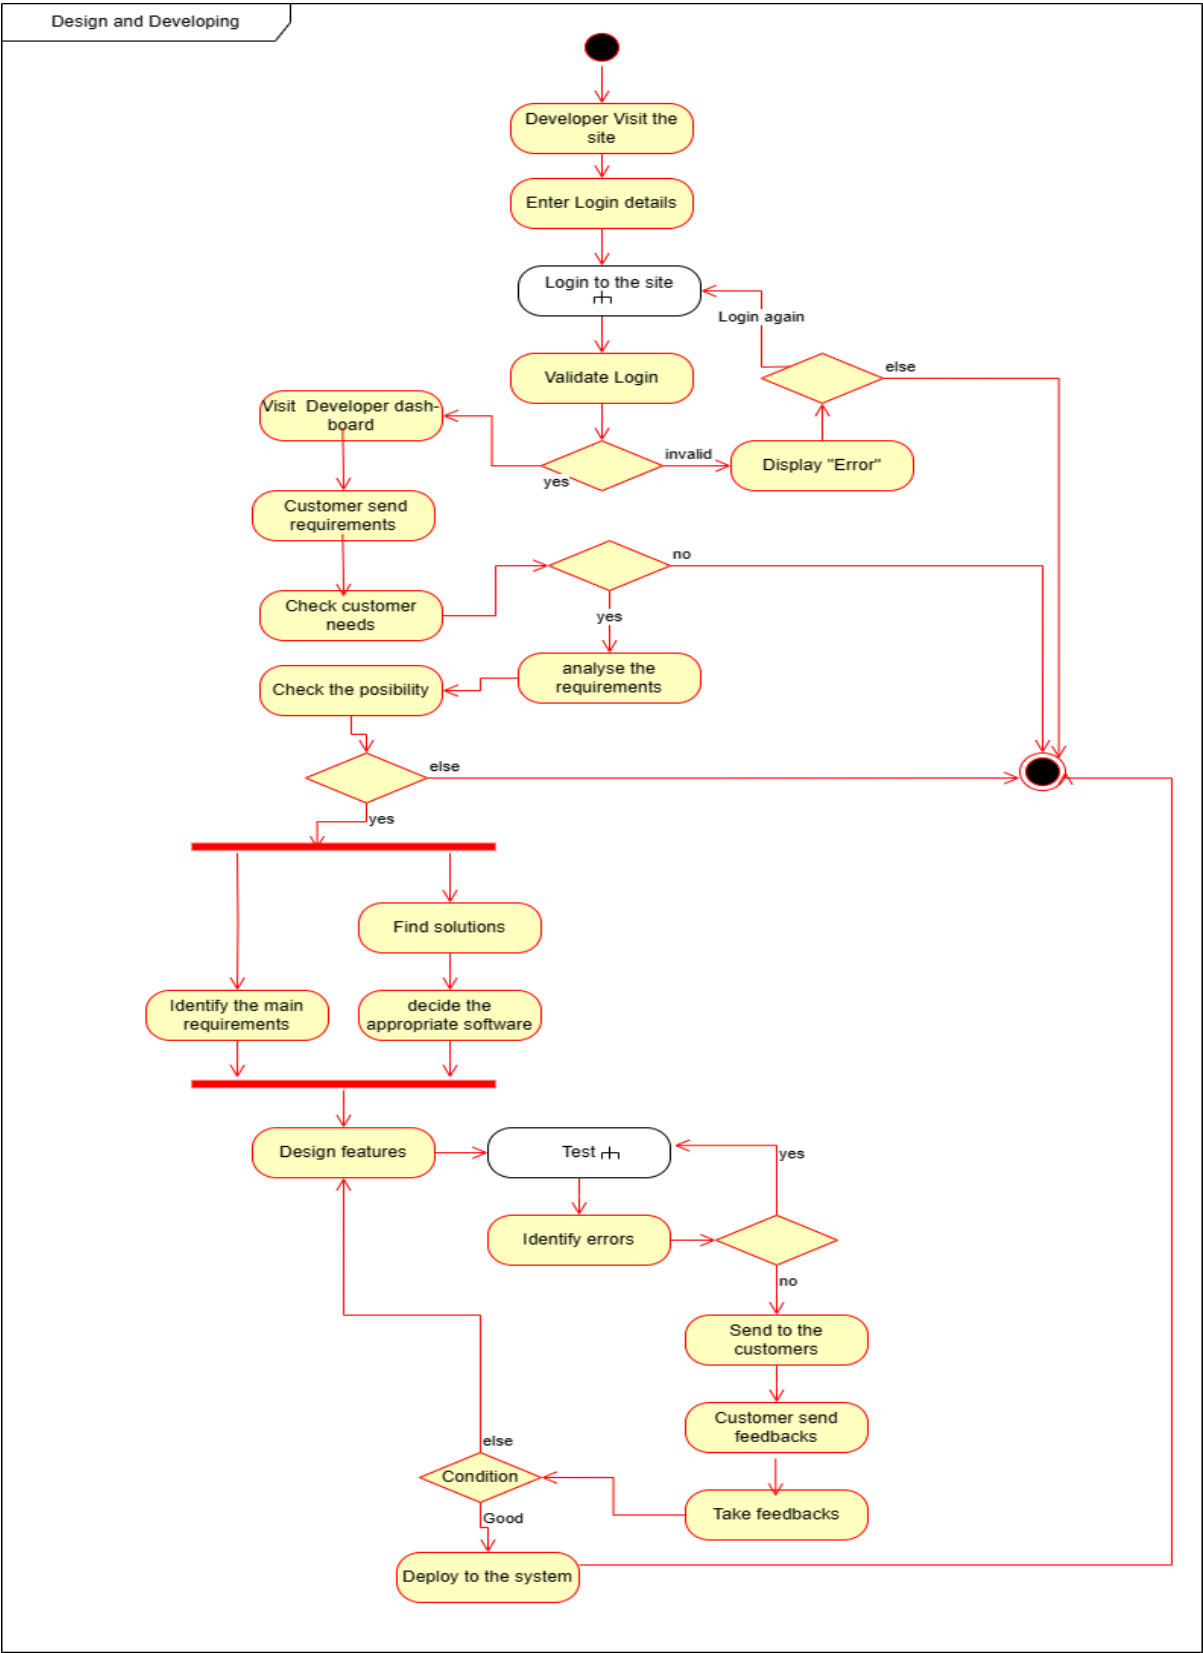 Design and Developing
Developer Visit the
site
Enter Login details
Login to the site
Login again
Validate Login
else
Visit  Developer dash-
board
invalid
yes
Display "Error"
Customer send
requirements
no
Check customer
needs
yes
analyse the
requirements
Check the posibility
else
yes
Find solutions
Identify the main
requirements
decide the
appropriate software
Design features
Test
yes
Identify errors
no
Send to the
customers
Customer send
feedbacks
else
Condition
Take feedbacks
Good
Deploy to the system